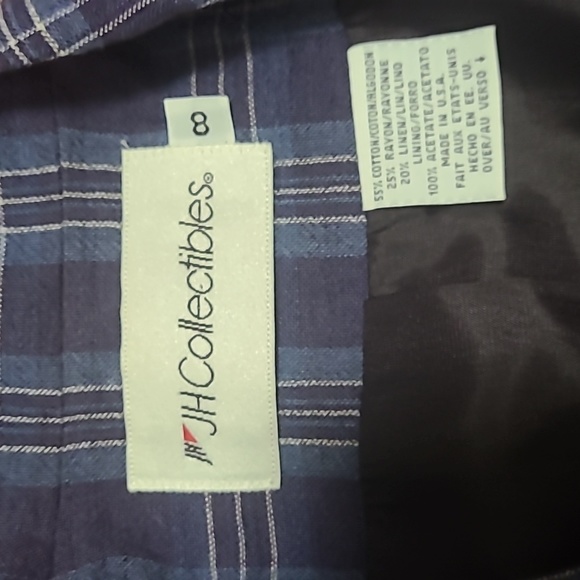 8
JH Collectibles®
55% COTTON/COTON/ALGODON
25% RAYON/RAYONNE
20% LINEN/LIN/LINO
LINING/FORRO
100% ACETATE/ACETATO
MADE IN U.S.A.
FAIT AUX ETATS-UNIS
HECHO EN EE. UU.
OVER/AU VERSO ↓